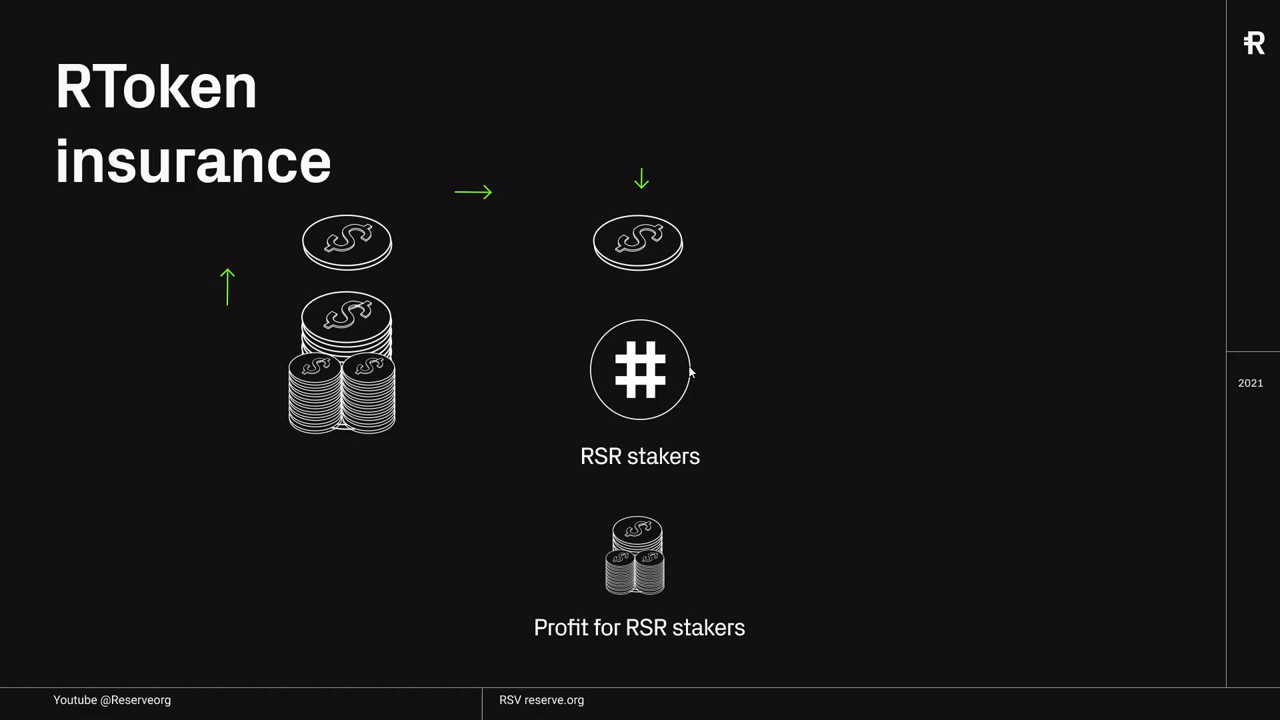 RToken
insurance
RSR stakers
Profit for RSR stakers
2021
Youtube @Reserveorg
RSV reserve.org